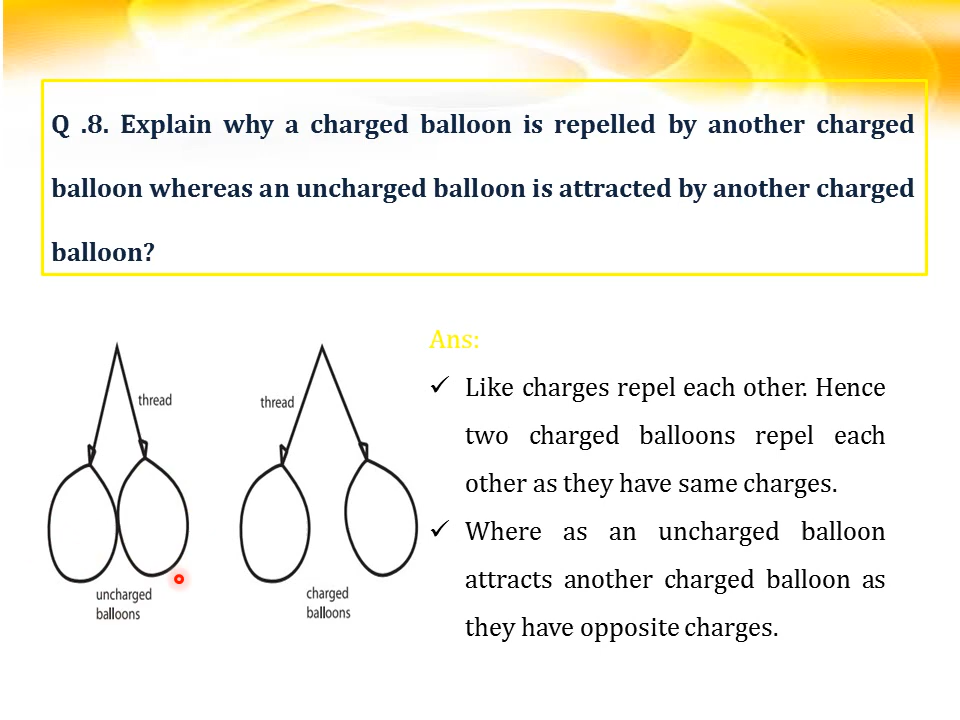 Q .8. Explain why a charged balloon is repelled by another charged
balloon whereas an uncharged balloon is attracted by another charged
balloon?
Ans:
✓ Like charges repel each other. Hence
two charged balloons repel each
other as they have same charges.
✓ Where as an uncharged balloon
attracts another charged balloon as
they have opposite charges.
thread
thread
uncharged
balloons
charged
balloons